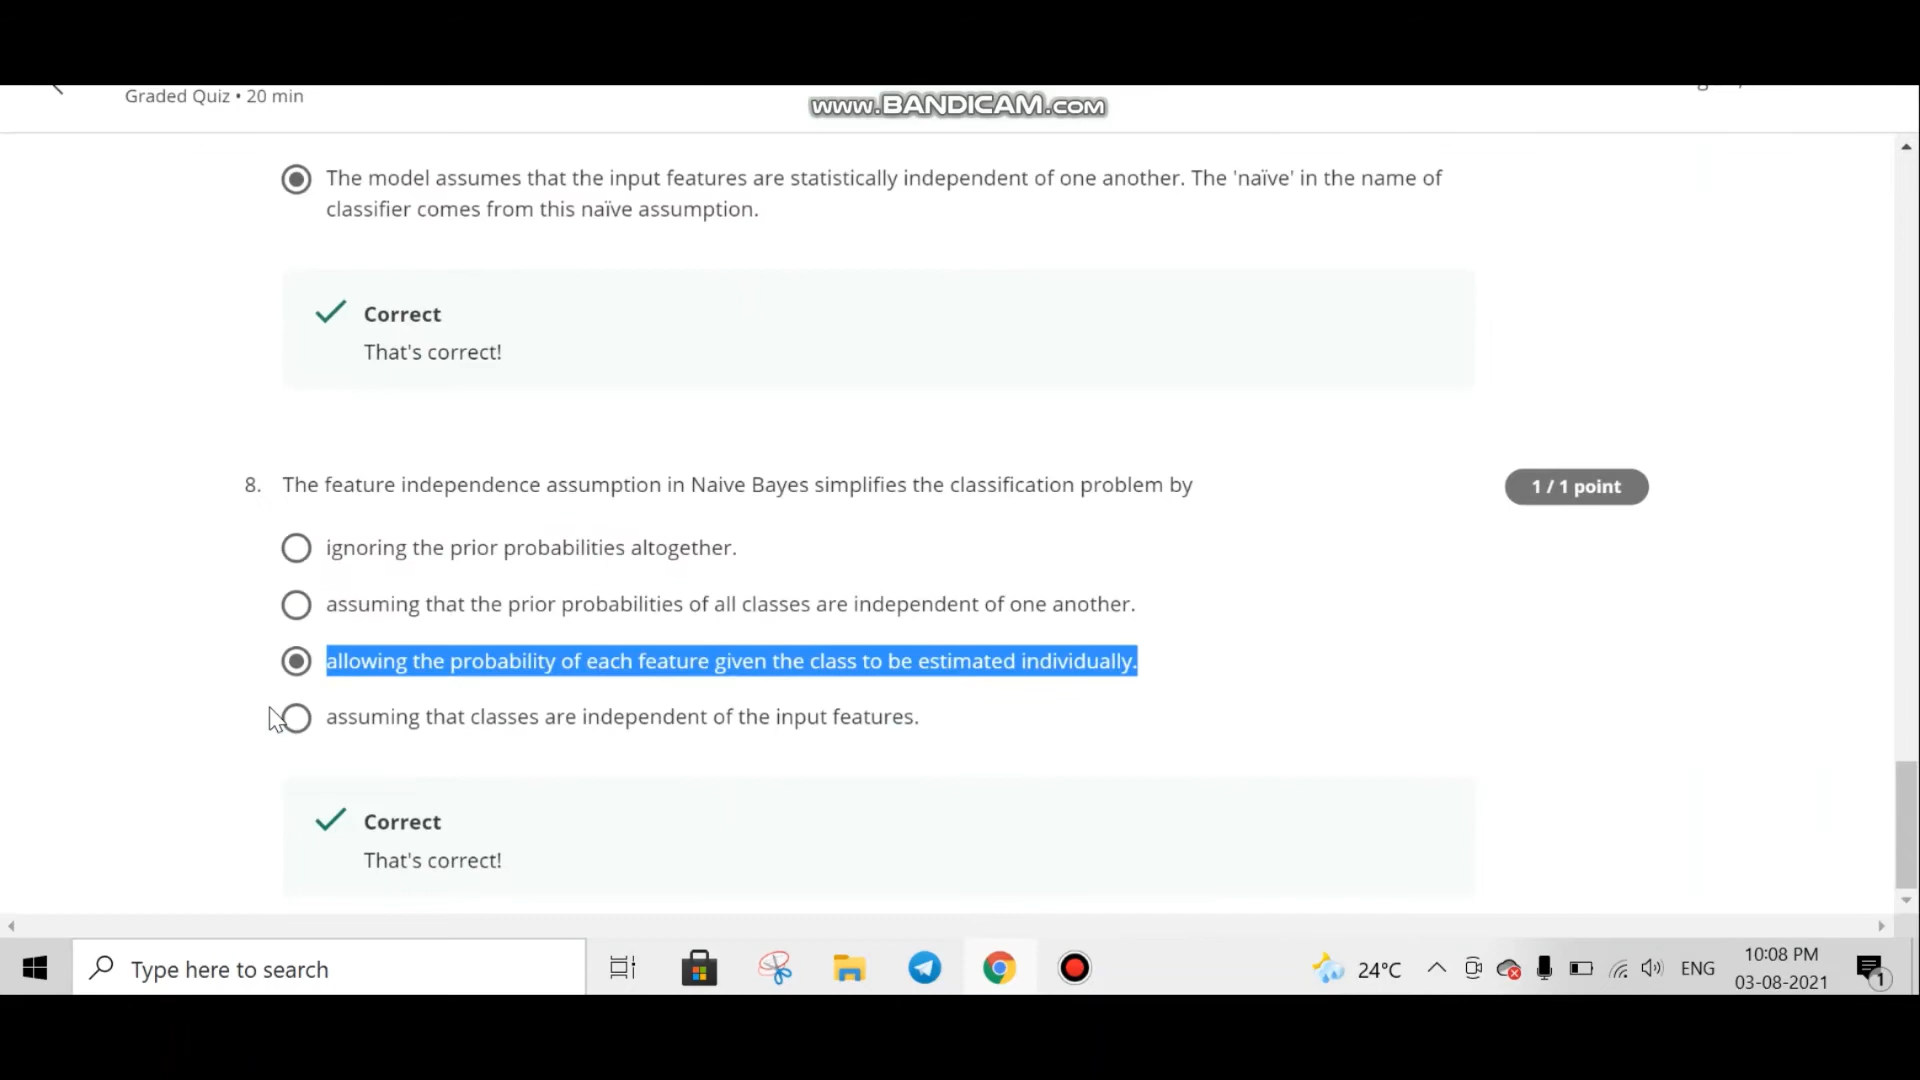 Graded Quiz • 20 min
www.BANDICAM.com
The model assumes that the input features are statistically independent of one another. The 'naïve' in the name of
classifier comes from this naïve assumption.
Correct
That's correct!
8. The feature independence assumption in Naive Bayes simplifies the classification problem by
1 / 1 point
ignoring the prior probabilities altogether.
assuming that the prior probabilities of all classes are independent of one another.
allowing the probability of each feature given the class to be estimated individually.
assuming that classes are independent of the input features.
Correct
That's correct!
Type here to search
24°C
ENG
10:08 PM
03-08-2021
1